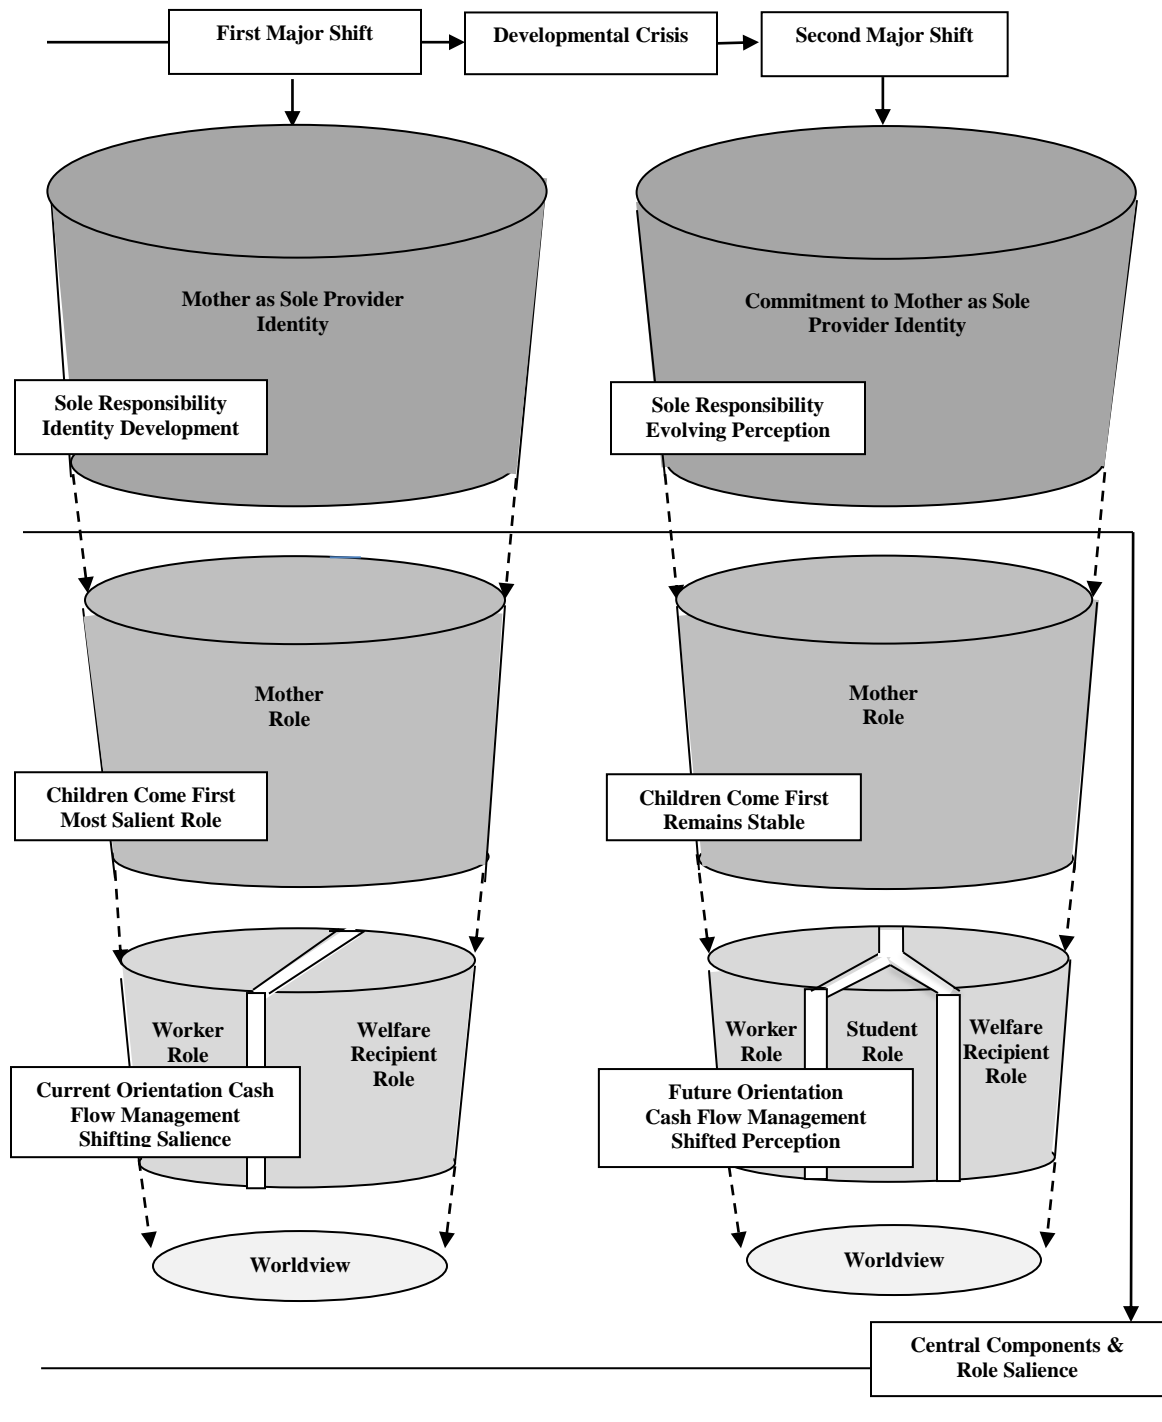 First Major Shift
Developmental Crisis
Second Major Shift
Mother as Sole Provider
Identity
Commitment to Mother as Sole
Provider Identity
Sole Responsibility
Identity Development
Sole Responsibility
Evolving Perception
Mother
Role
Mother
Role
Children Come First
Most Salient Role
Children Come First
Remains Stable
Worker
Role
Welfare
Recipient
Role
Worker
Role
Student
Role
Welfare
Recipient
Role
Current Orientation Cash
Flow Management
Shifting Salience
Future Orientation
Cash Flow Management
Shifted Perception
Worldview
Worldview
Central Components &
Role Salience